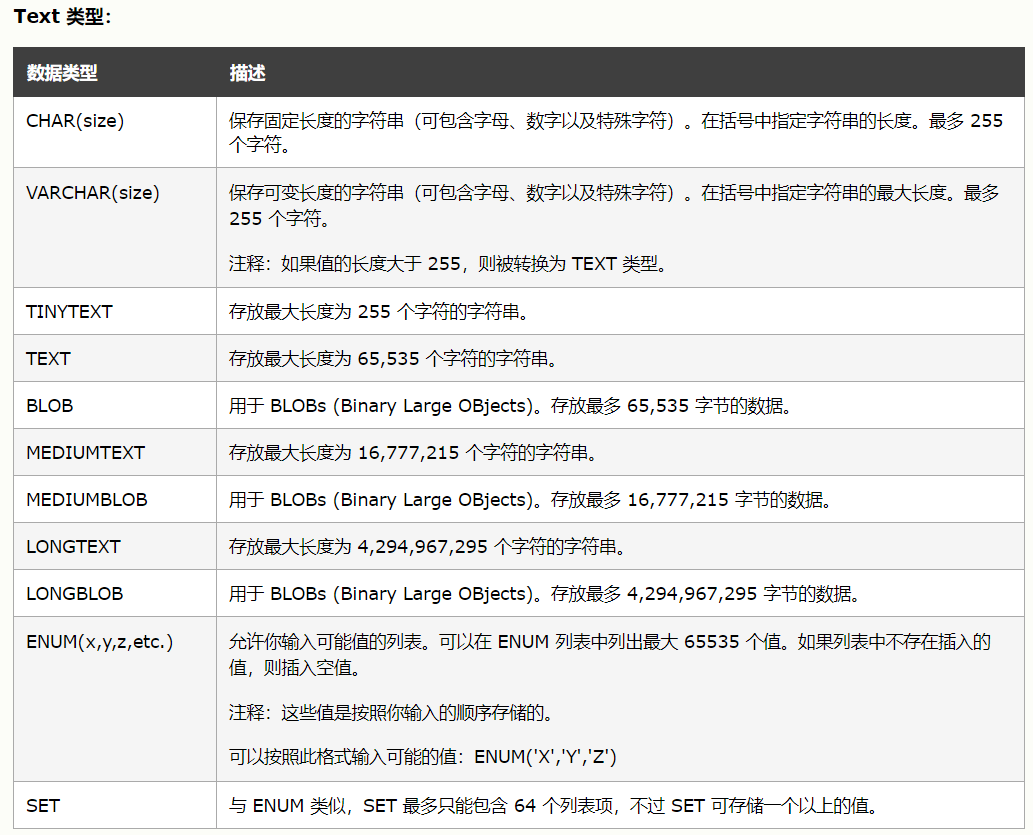 Text 类型：
数据类型 描述
CHAR(size) 保存固定长度的字符串（可包含字母、数字以及特殊字符）。在括号中指定字符串的长度。最多 255
个字符。
VARCHAR(size) 保存可变长度的字符串（可包含字母、数字以及特殊字符）。在括号中指定字符串的最大长度。最多
255 个字符。
注释：如果值的长度大于 255，则被转换为 TEXT 类型。
TINYTEXT 存放最大长度为 255 个字符的字符串。
TEXT 存放最大长度为 65,535 个字符的字符串。
BLOB 用于 BLOBs (Binary Large OBjects)。存放最多 65,535 字节的数据。
MEDIUMTEXT 存放最大长度为 16,777,215 个字符的字符串。
MEDIUMBLOB 用于 BLOBs (Binary Large OBjects)。存放最多 16,777,215 字节的数据。
LONGTEXT 存放最大长度为 4,294,967,295 个字符的字符串。
LONGBLOB 用于 BLOBs (Binary Large OBjects)。存放最多 4,294,967,295 字节的数据。
ENUM(x,y,z,etc.) 允许你输入可能值的列表。可以在 ENUM 列表中列出最大 65535 个值。如果列表中不存在插入的
值，则插入空值。
注释：这些值是按照你输入的顺序存储的。
可以按照此格式输入可能的值：ENUM('X','Y','Z')
SET 与 ENUM 类似，SET 最多只能包含 64 个列表项，不过 SET 可存储一个以上的值。